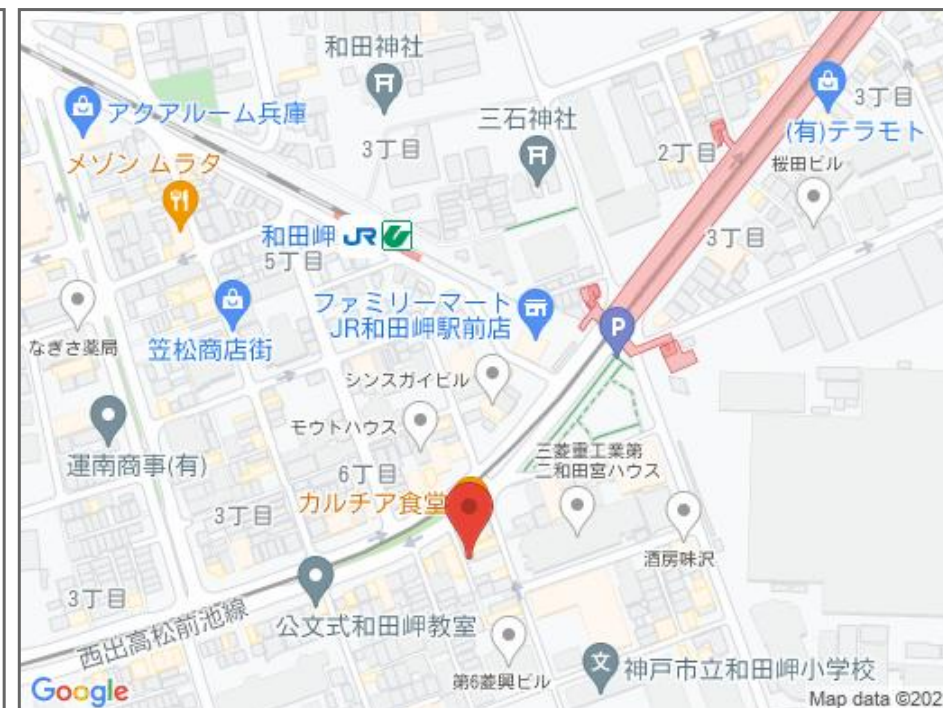 和田神社
3丁目
アクアルーム兵庫
(有)テラモト
三石神社
3丁目
2丁目
メゾン ムラタ
桜田ビル
和田岬 JR
3丁目
5丁目
ファミリーマート
JR和田岬駅前店
P
なぎさ薬局
笠松商店街
シンスガイビル
モウトハウス
三菱重工業第
二和田宮ハウス
運南商事(有)
6丁目
カルチア食堂
3丁目
酒房味沢
3丁目
西出高松前池線
公文式和田岬教室
文
神戸市立和田岬小学校
第6菱興ビル
Google
Map data ©202